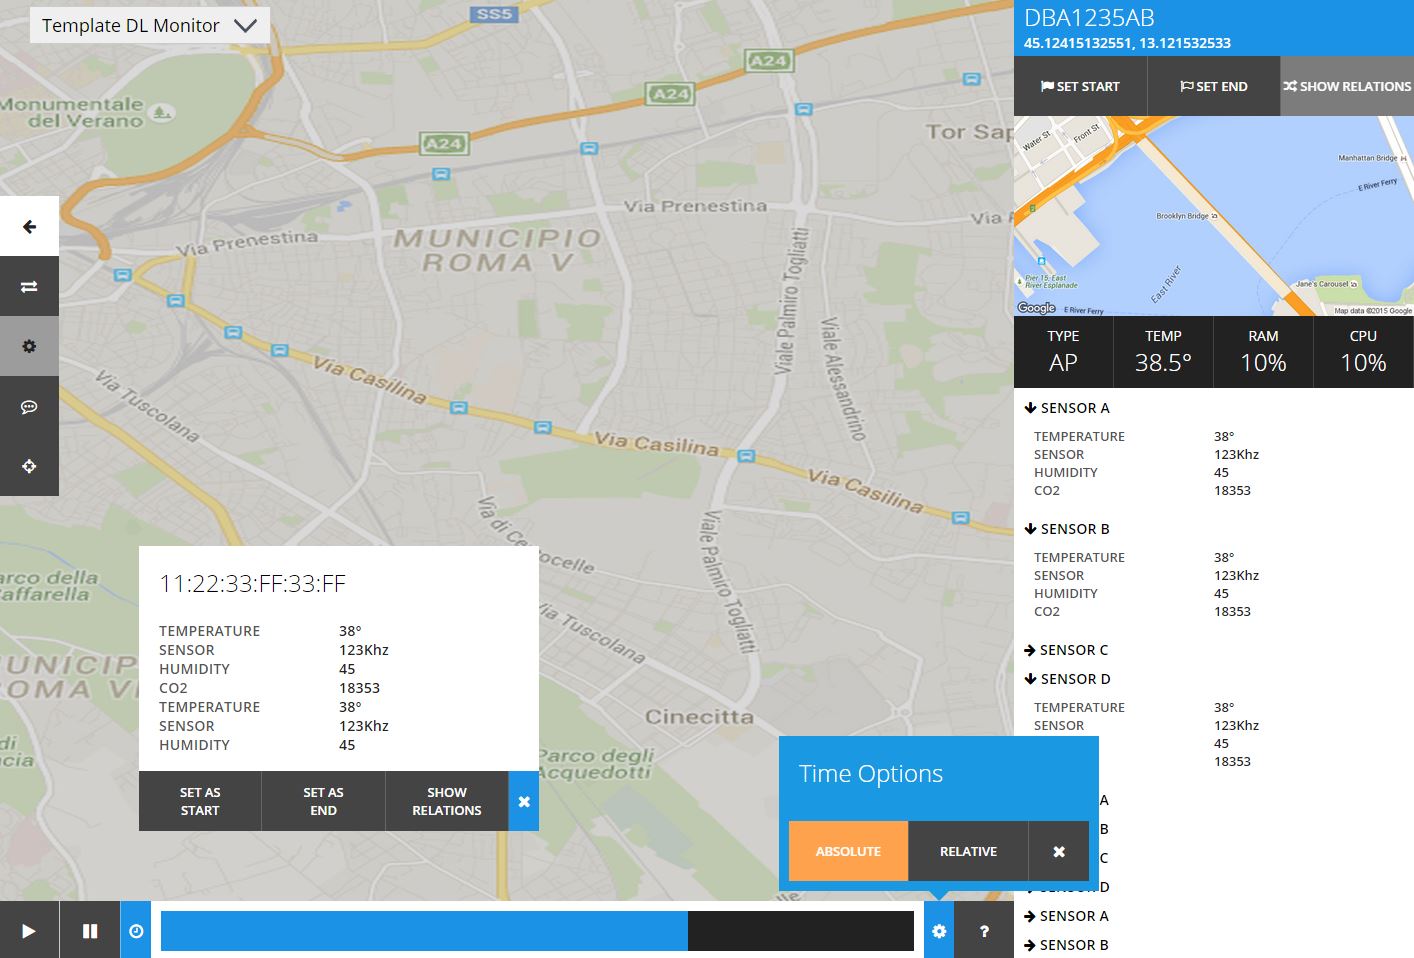 Template DL Monitor
SS5
A24
A24
A24
Monumentale
del Verano
Tor Sap
Via Prenestina
Via
Via Prenestina
MUNICIPIO
ROMA V
Viale Palmiro Togliatti
Viale Alessandrino
Via Casilina
Via Tuscolana
Via Casilina
Via Casilina
Viale Palmiro Togliatti
arco della
affarella
Via Tuscolana
UNICIP
OMA VI
Cinecittà
Parco degli
Acquedotti
di
cia
11:22:33:FF:33:FF
TEMPERATURE 38°
SENSOR 123Khz
HUMIDITY 45
CO2 18353
TEMPERATURE 38°
SENSOR 123Khz
HUMIDITY 45
SET AS
START
SET AS
END
SHOW
RELATIONS
Time Options
ABSOLUTE RELATIVE
?
DBA1235AB
45.12415132551, 13.121532533
SET START SET END SHOW RELATIONS
Water St
Front St
Manhattan Bridge
E River Ferry
Brooklyn Bridge
East River
Pier 15, East
River Esplanade
Jane's Carousel
Google
E River Ferry
Map data ©2015 Google
TYPE TEMP RAM CPU
AP 38.5° 10% 10%
SENSOR A
TEMPERATURE 38°
SENSOR 123Khz
HUMIDITY 45
CO2 18353
SENSOR B
TEMPERATURE 38°
SENSOR 123Khz
HUMIDITY 45
CO2 18353
SENSOR C
SENSOR D
TEMPERATURE 38°
SENSOR 123Khz
45
18353
A
B
C
D
SENSOR A
SENSOR B